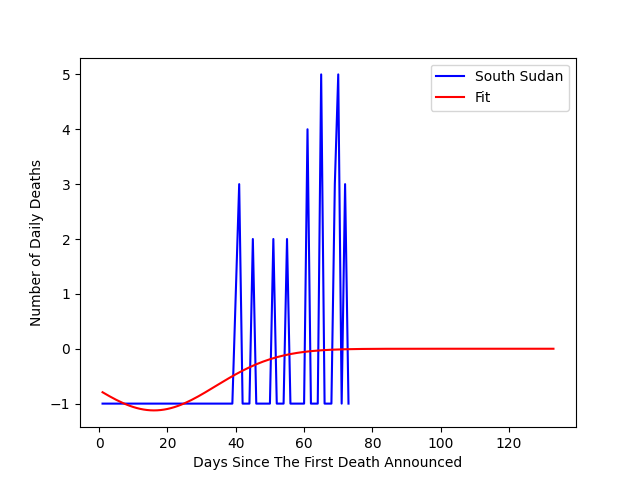 South Sudan
Fit
5
4
3
2
1
0
−1
Number of Daily Deaths
0 20 40 60 80 100 120
Days Since The First Death Announced